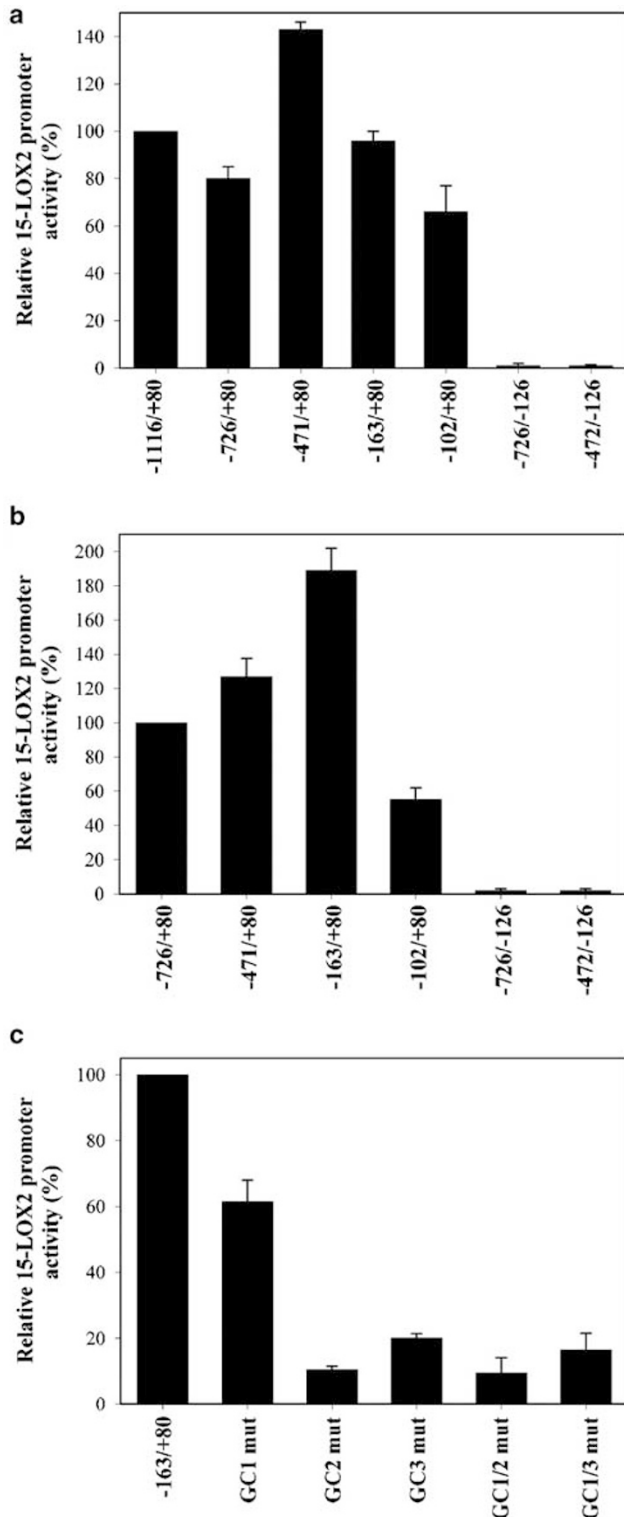 a
Relative 15-LOX2 promoter
activity (%)
140
120
100
80
60
40
20
0
-1116/+80
-726/+80
-471/+80
-163/+80
-102/+80
-726/-126
-472/-126
b
Relative 15-LOX2 promoter
activity (%)
200
180
160
140
120
100
80
60
40
20
0
-726/+80
-471/+80
-163/+80
-102/+80
-726/-126
-472/-126
c
Relative 15-LOX2 promoter
activity (%)
100
80
60
40
20
0
-163/+80
GC1 mut
GC2 mut
GC3 mut
GC1/2 mut
GC1/3 mut